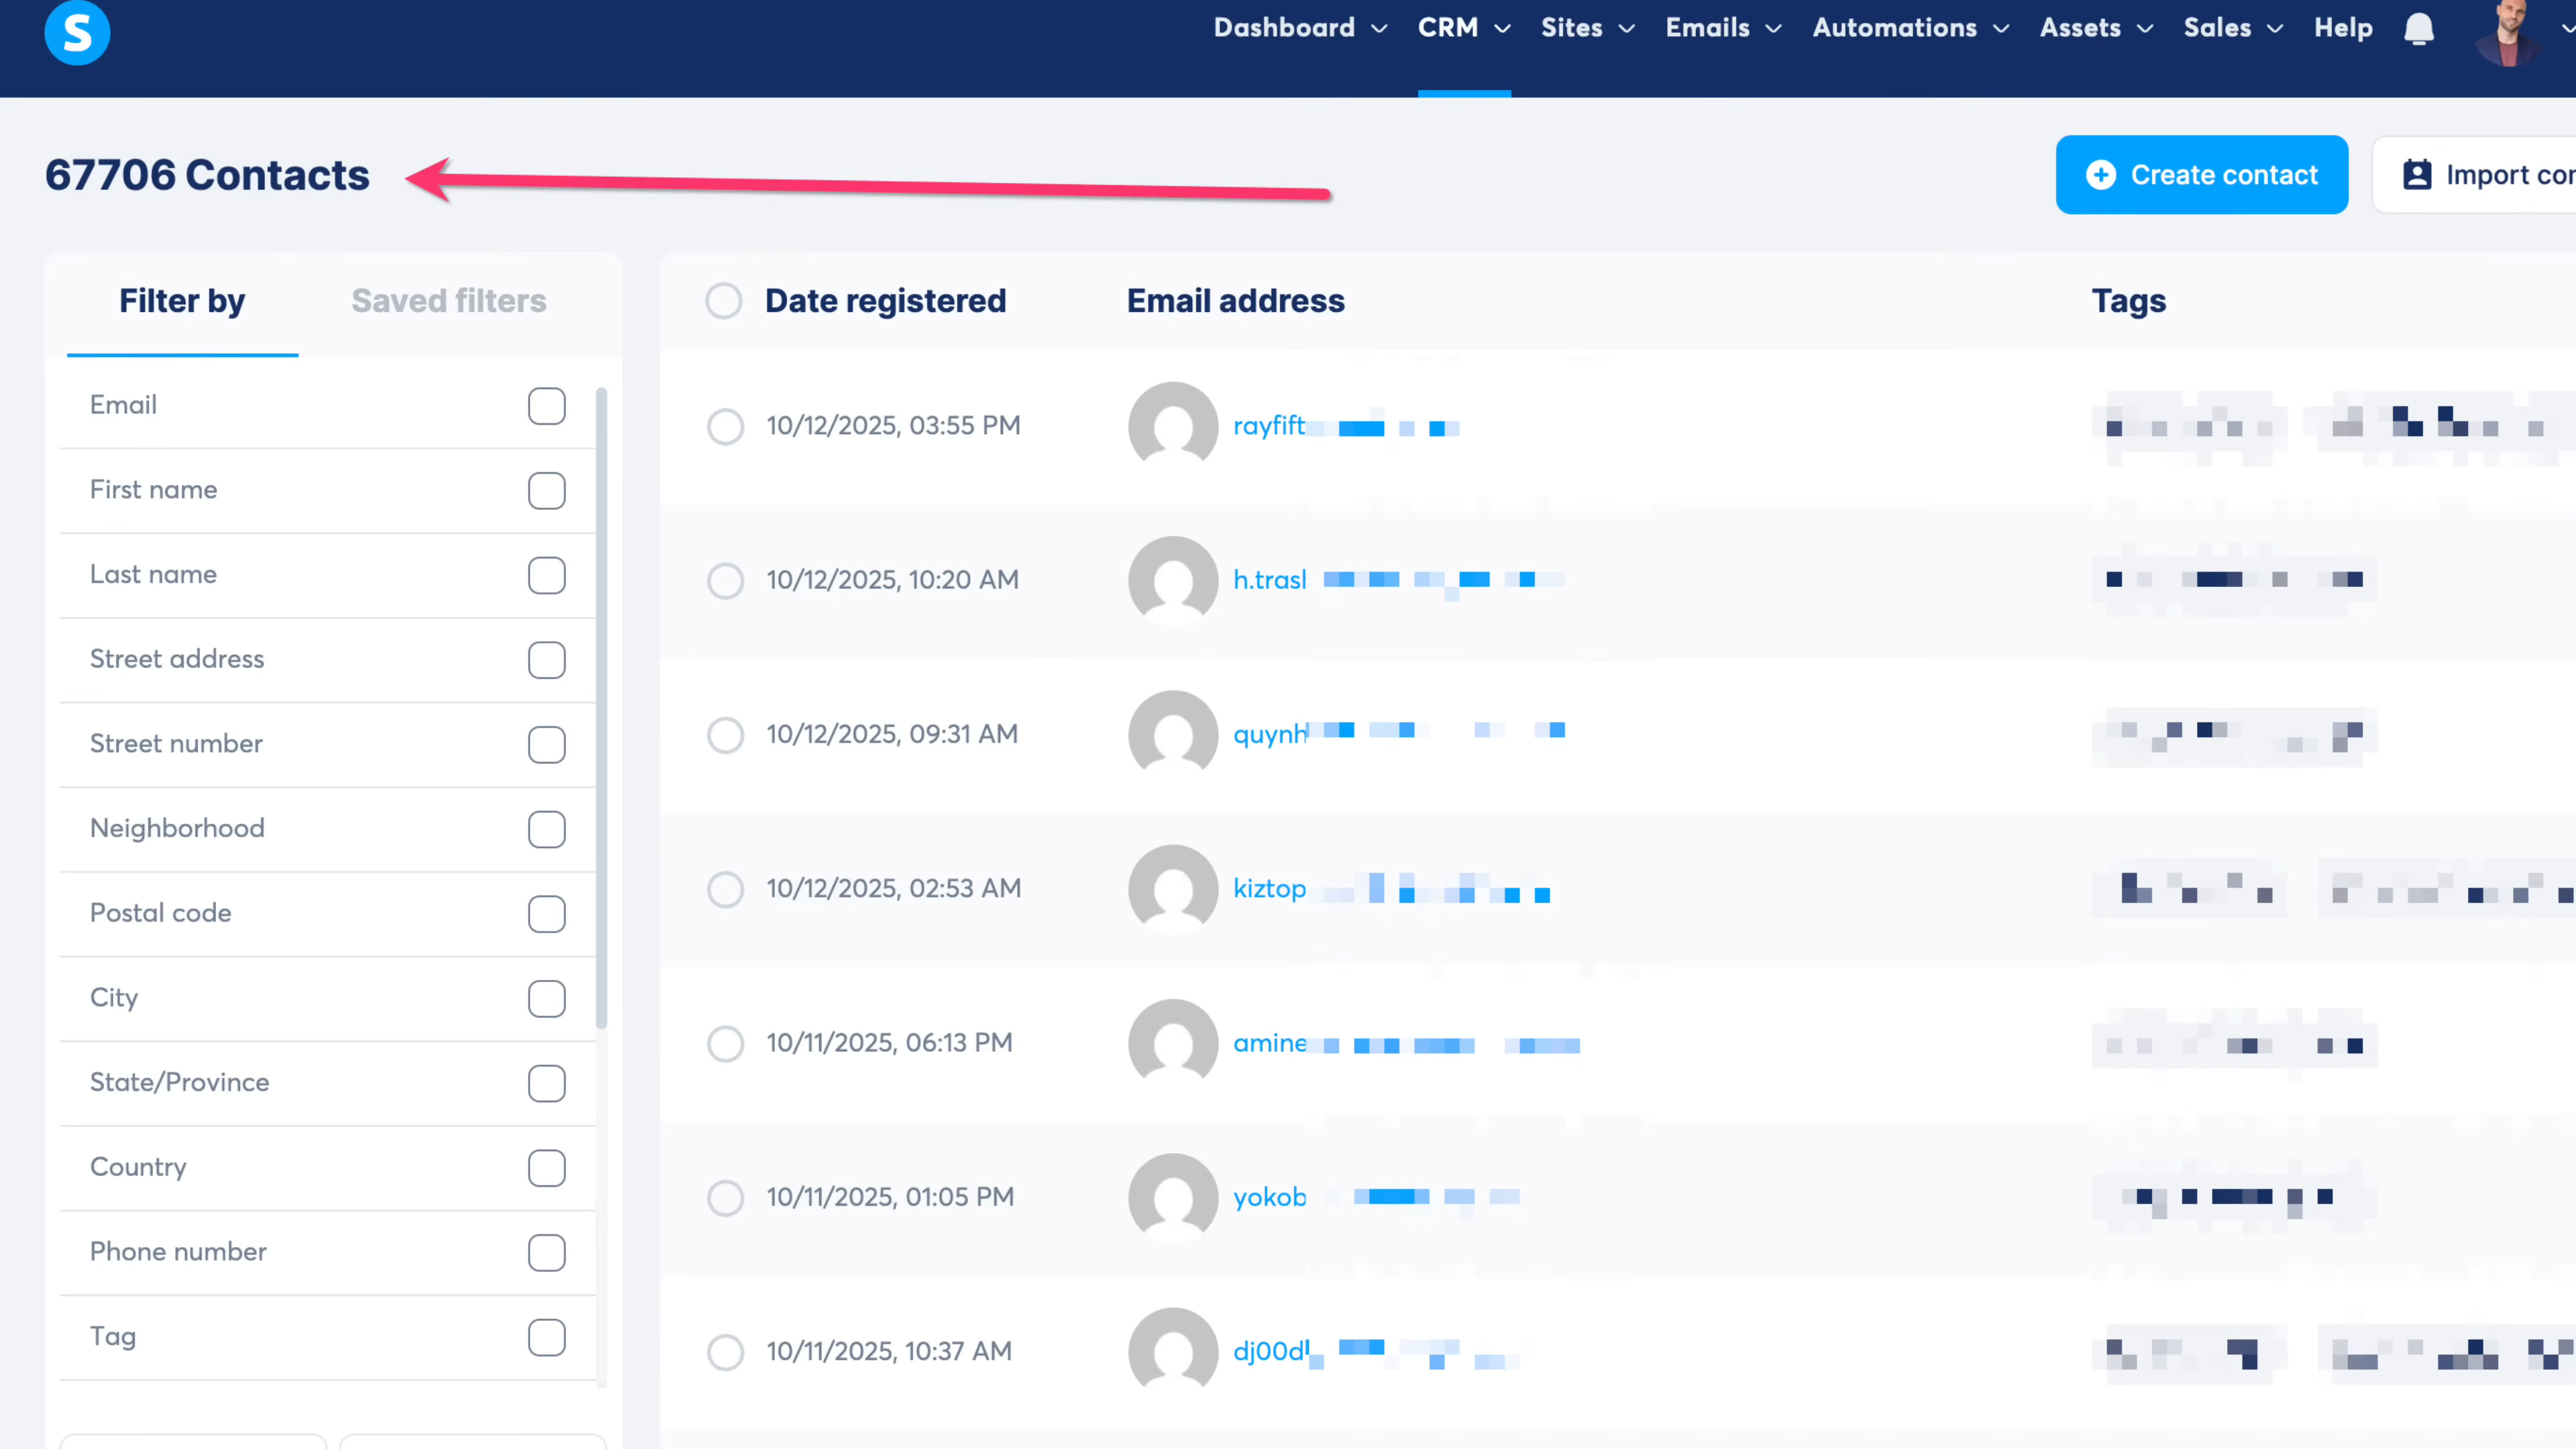 S
Dashboard CRM Sites Emails Automations Assets Sales Help
67706 Contacts
Create contact
Import
Filter by
Saved filters
Email
First name
Last name
Street address
Street number
Neighborhood
Postal code
City
State/Province
Country
Phone number
Tag
Date registered Email address Tags
10/12/2025, 03:55 PM rayfift
10/12/2025, 10:20 AM h.tras
10/12/2025, 09:31 AM quynh
10/12/2025, 02:53 AM kiztop
10/11/2025, 06:13 PM amine
10/11/2025, 01:05 PM yokob
10/11/2025, 10:37 AM dj00d